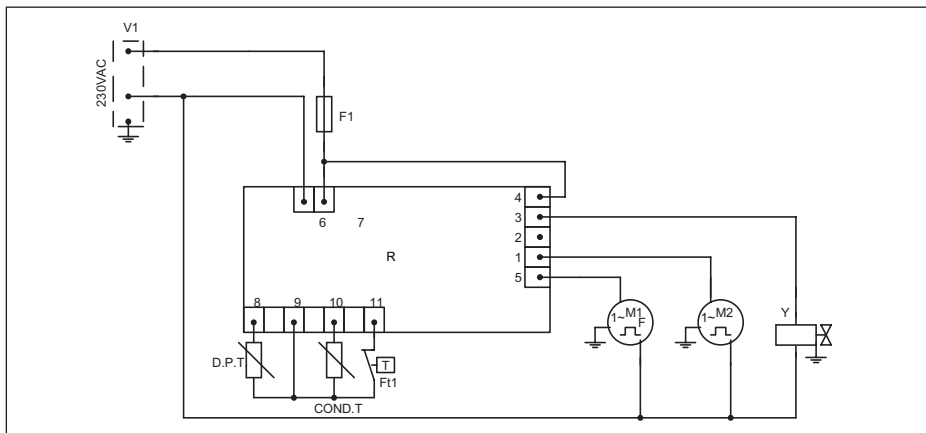 V1
230VAC
F1
4
3
2
1
5
6 7
R
8 9 10 11
1~ M1
F
1~ M2
Y
D.P.T.
T
Ft1
COND.T